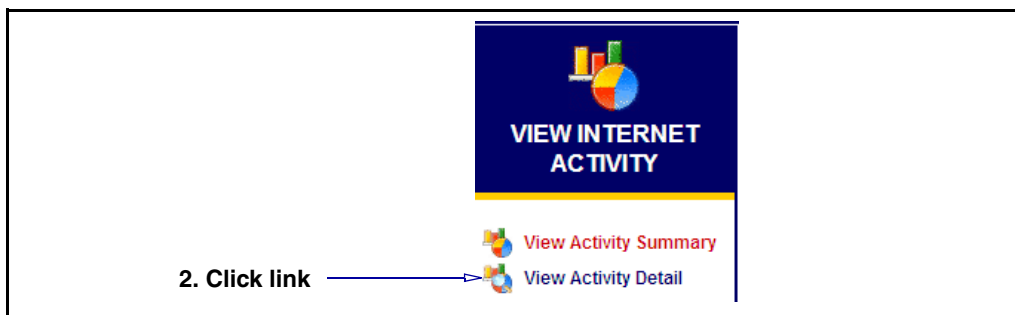 VIEW INTERNET
ACTIVITY
View Activity Summary
2. Click link
View Activity Detail